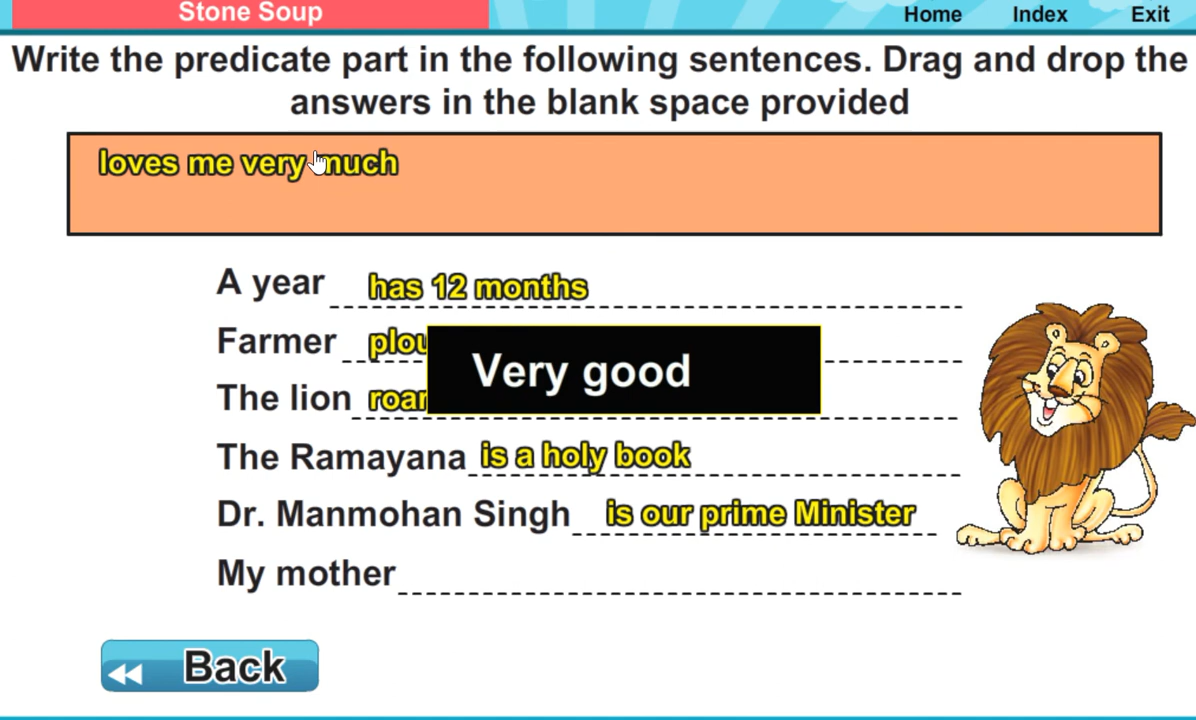 Stone Soup
Home Index Exit
Write the predicate part in the following sentences. Drag and drop the
answers in the blank space provided
loves me very much
A year has 12 months
Farmer
The lion
Very good
The Ramayana is a holy book
Dr. Manmohan Singh is our prime Minister
My mother
Back